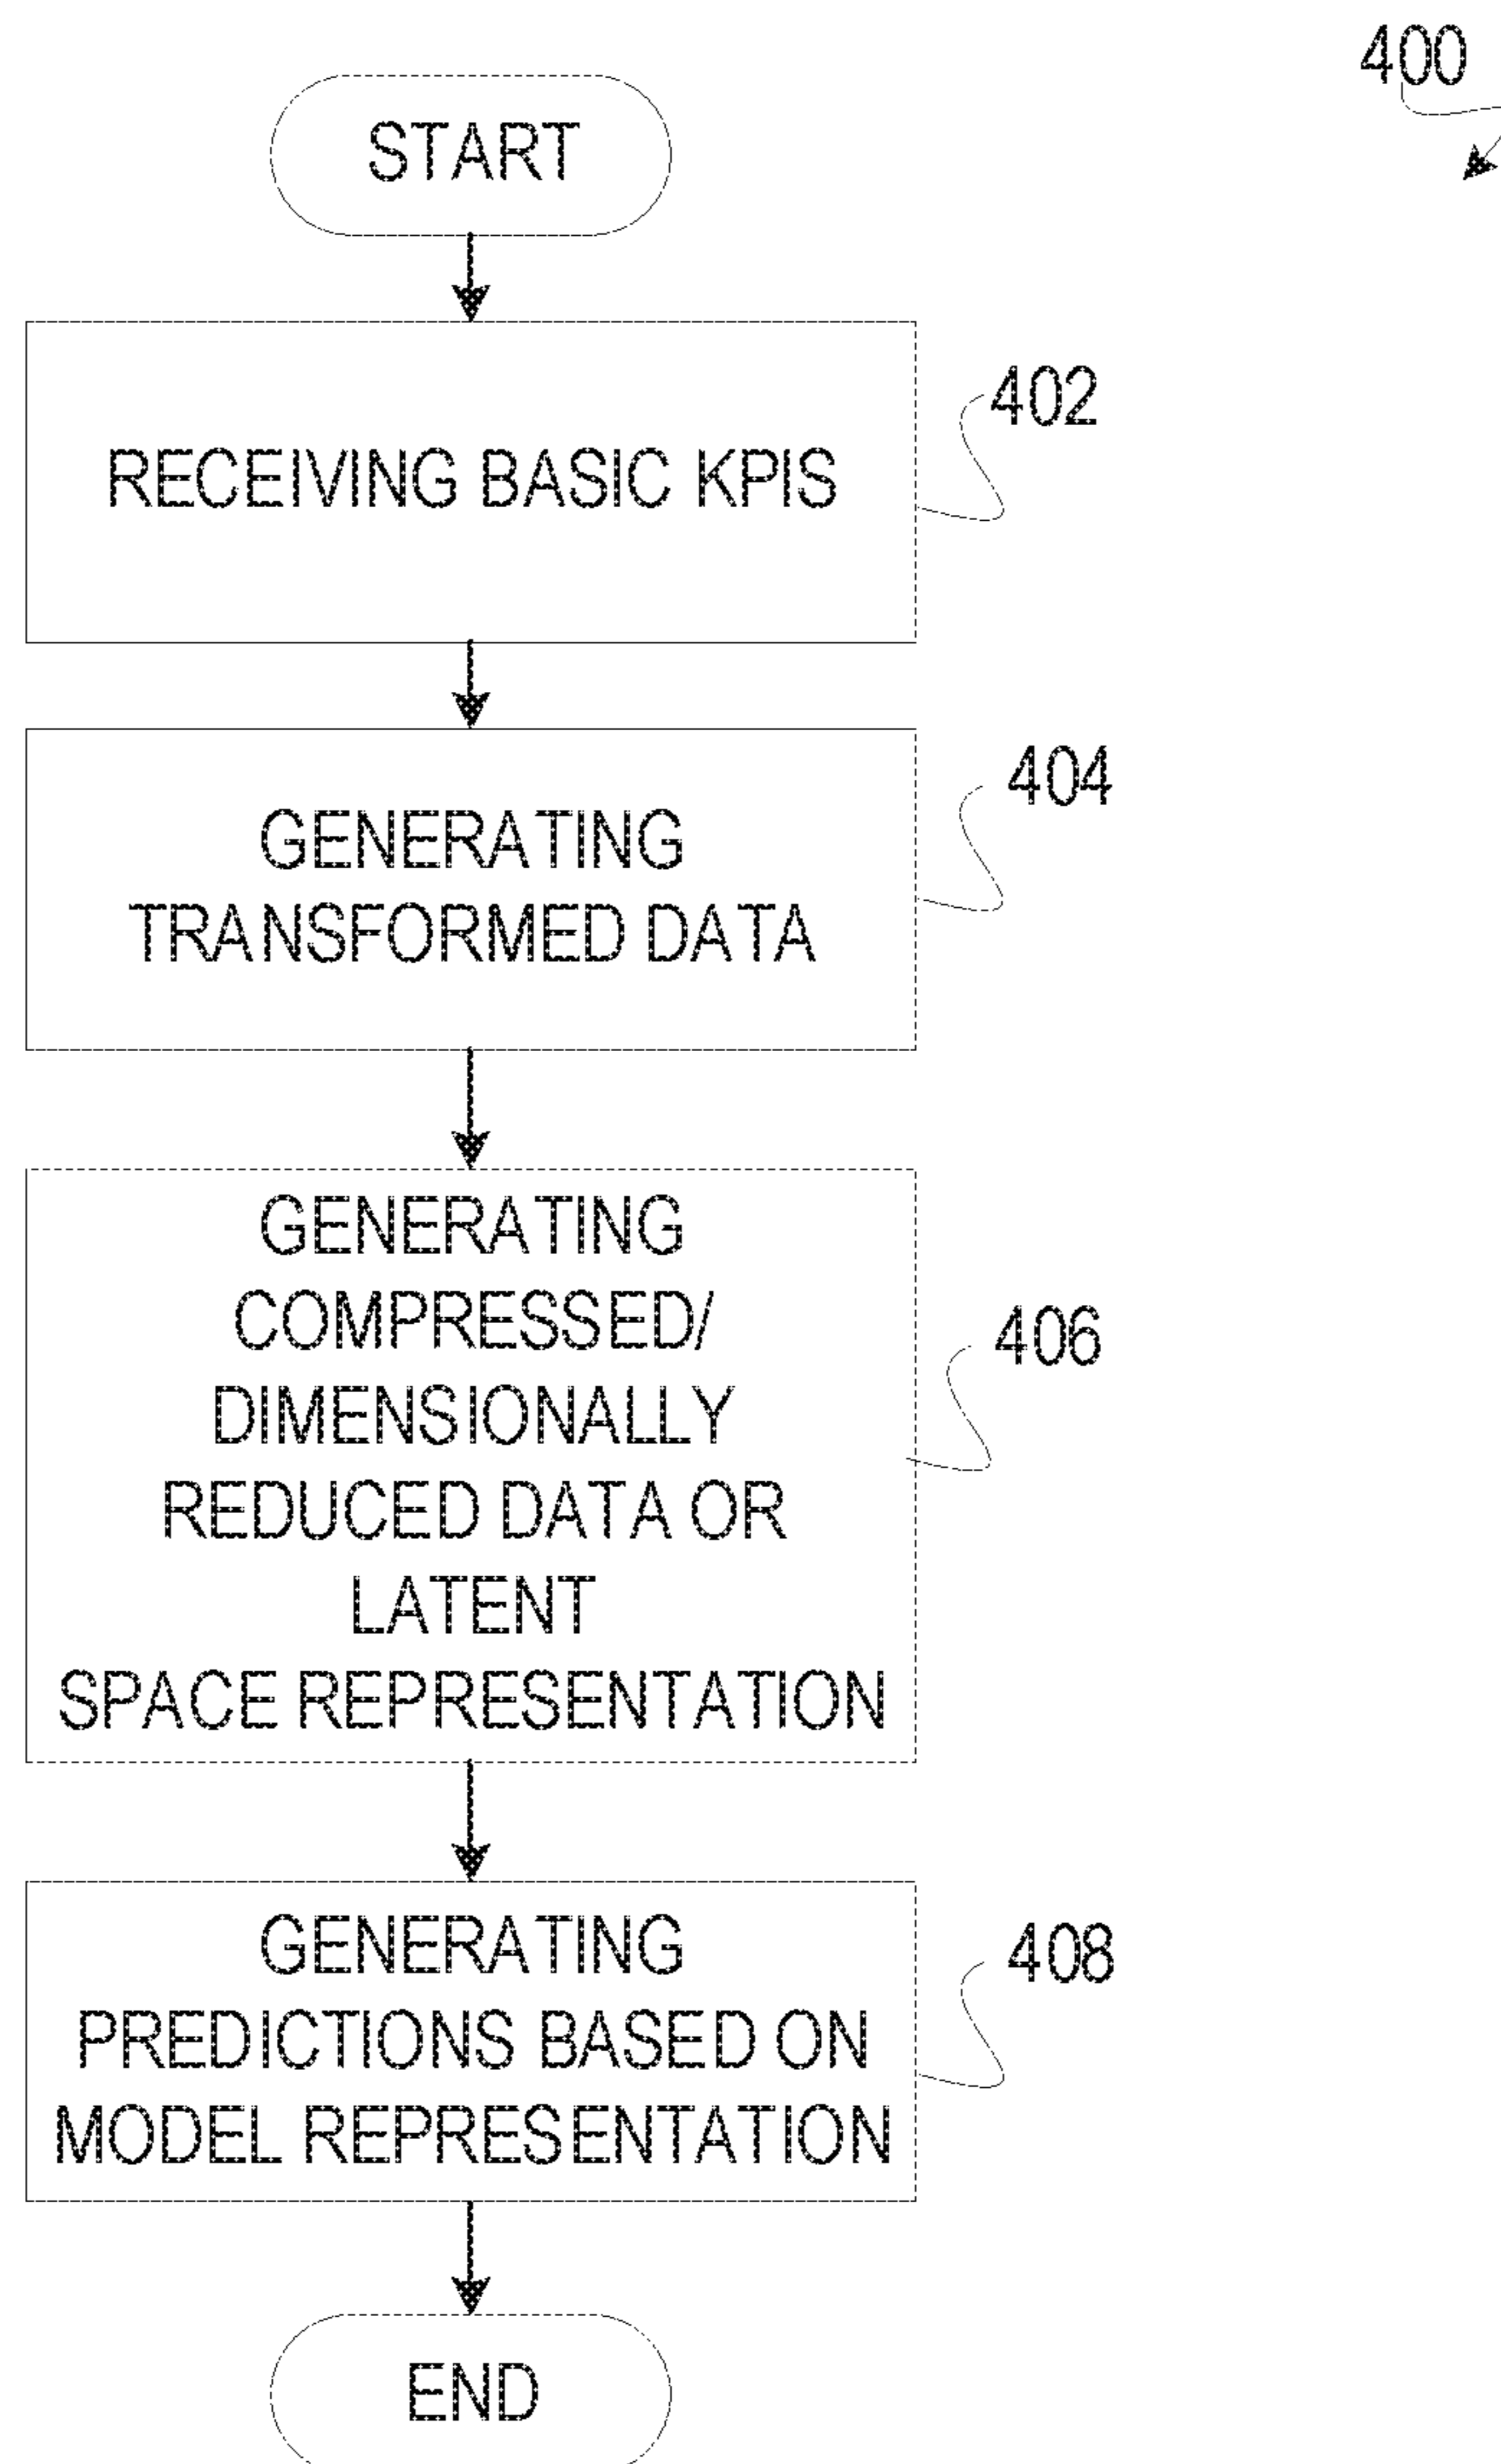 400
START
RECEIVING BASIC KPIS
402
GENERATING
TRANSFORMED DATA
404
GENERATING
COMPRESSED/
DIMENSIONALLY
REDUCED DATA OR
LATENT
SPACE REPRESENTATION
406
GENERATING
PREDICTIONS BASED ON
MODEL REPRESENTATION
408
END